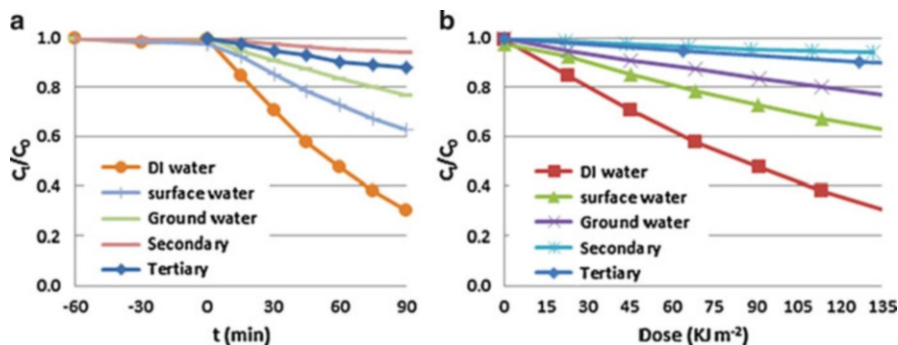 a
1.0
0.8
0.6
0.4
0.2
0.0
Ct/C0
DI water
surface water
Ground water
Secondary
Tertiary
-60 -30 0 30 60 90
t (min)
b
1.0
0.8
0.6
0.4
0.2
0.0
Ct/C0
DI water
surface water
Ground water
Secondary
Tertiary
0 15 30 45 60 75 90 110 120 135
Dose (KJ m-2)